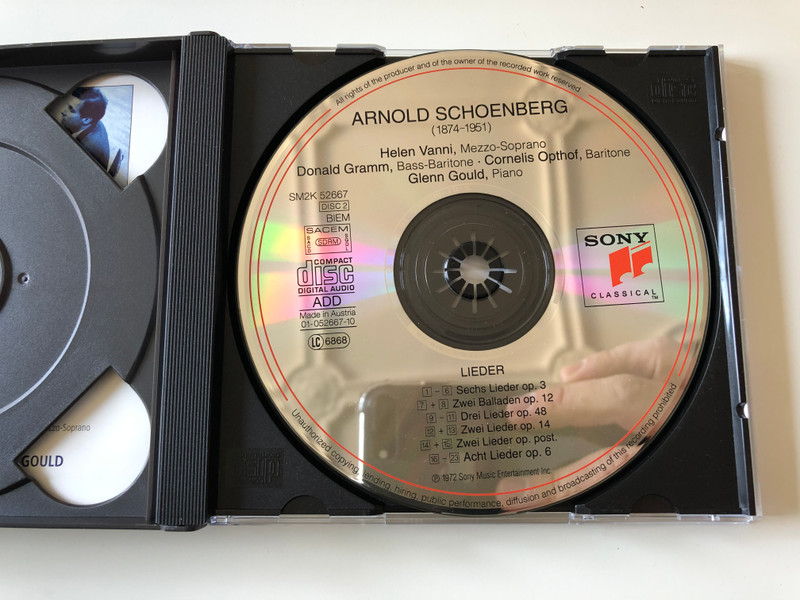 All rights of the producer and of the owner of the recorded work reserved
ARNOLD SCHOENBERG
(1874-1951)
Helen Vanni, Mezzo-Soprano
Donald Gramm, Bass-Baritone · Cornelis Opthof, Baritone
Glenn Gould, Piano
SM2K 52667
DISC 2
BIEM
SACEM
SACD SDRM SGDL
COMPACT
disc
DIGITAL AUDIO
ADD
Made in Austria
01-052667-10
LC 6868
SONY
CLASSICAL™
LIEDER
1 - 6 Sechs Lieder op. 3
7 + 8 Zwei Balladen op. 12
9 - 11 Drei Lieder op. 48
12 + 13 Zwei Lieder op. 14
14 + 15 Zwei Lieder op. post.
16 - 23 Acht Lieder op. 6
℗ 1972 Sony Music Entertainment Inc.
Unauthorized copying, lending, hiring, public performance, diffusion and broadcasting of this recording prohibited
Mezzo-Soprano
GOULD
disc